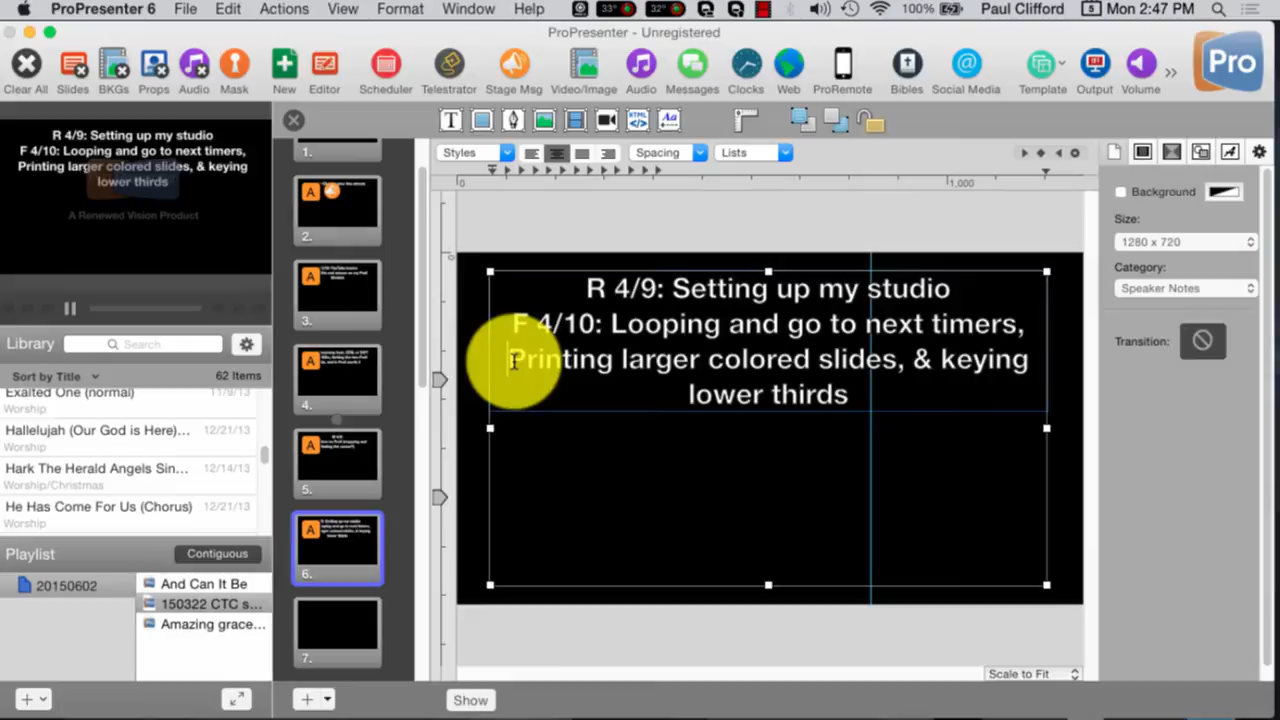 ProPresenter 6 File Edit Actions View Format Window Help 33° 32° 100% Paul Clifford Mon 2:47 PM
ProPresenter - Unregistered
Clear All Slides BKGs Props Audio Mask New Editor Scheduler Telestrator Stage Msg Video/Image Audio Messages Clocks Web ProRemote Bibles Social Media Template Output Volume Pro
R 4/9: Setting up my studio
F 4/10: Looping and go to next timers,
Printing larger colored slides, & keying
lower thirds
A Renewed Vision Product
Library Search
Sort by Title 62 Items
Exalted One (normal) 11/9/13
Worship
Hallelujah (Our God is Here)... 12/21/13
Worship
Hark The Herald Angels Sin... 12/14/13
Worship/Christmas
He Has Come For Us (Chorus) 12/21/13
Worship
Playlist Contiguous
20150602
And Can It Be
150322 CTC s...
Amazing grace...
1.
A
2.
A
3.
A
4.
A
5.
A
6.
7.
T HTML Aa
Styles Spacing Lists
0 1,000
0
R 4/9: Setting up my studio
F 4/10: Looping and go to next timers,
Printing larger colored slides, & keying
lower thirds
Scale to Fit
Show
Background
Size:
1280 x 720
Category:
Speaker Notes
Transition: